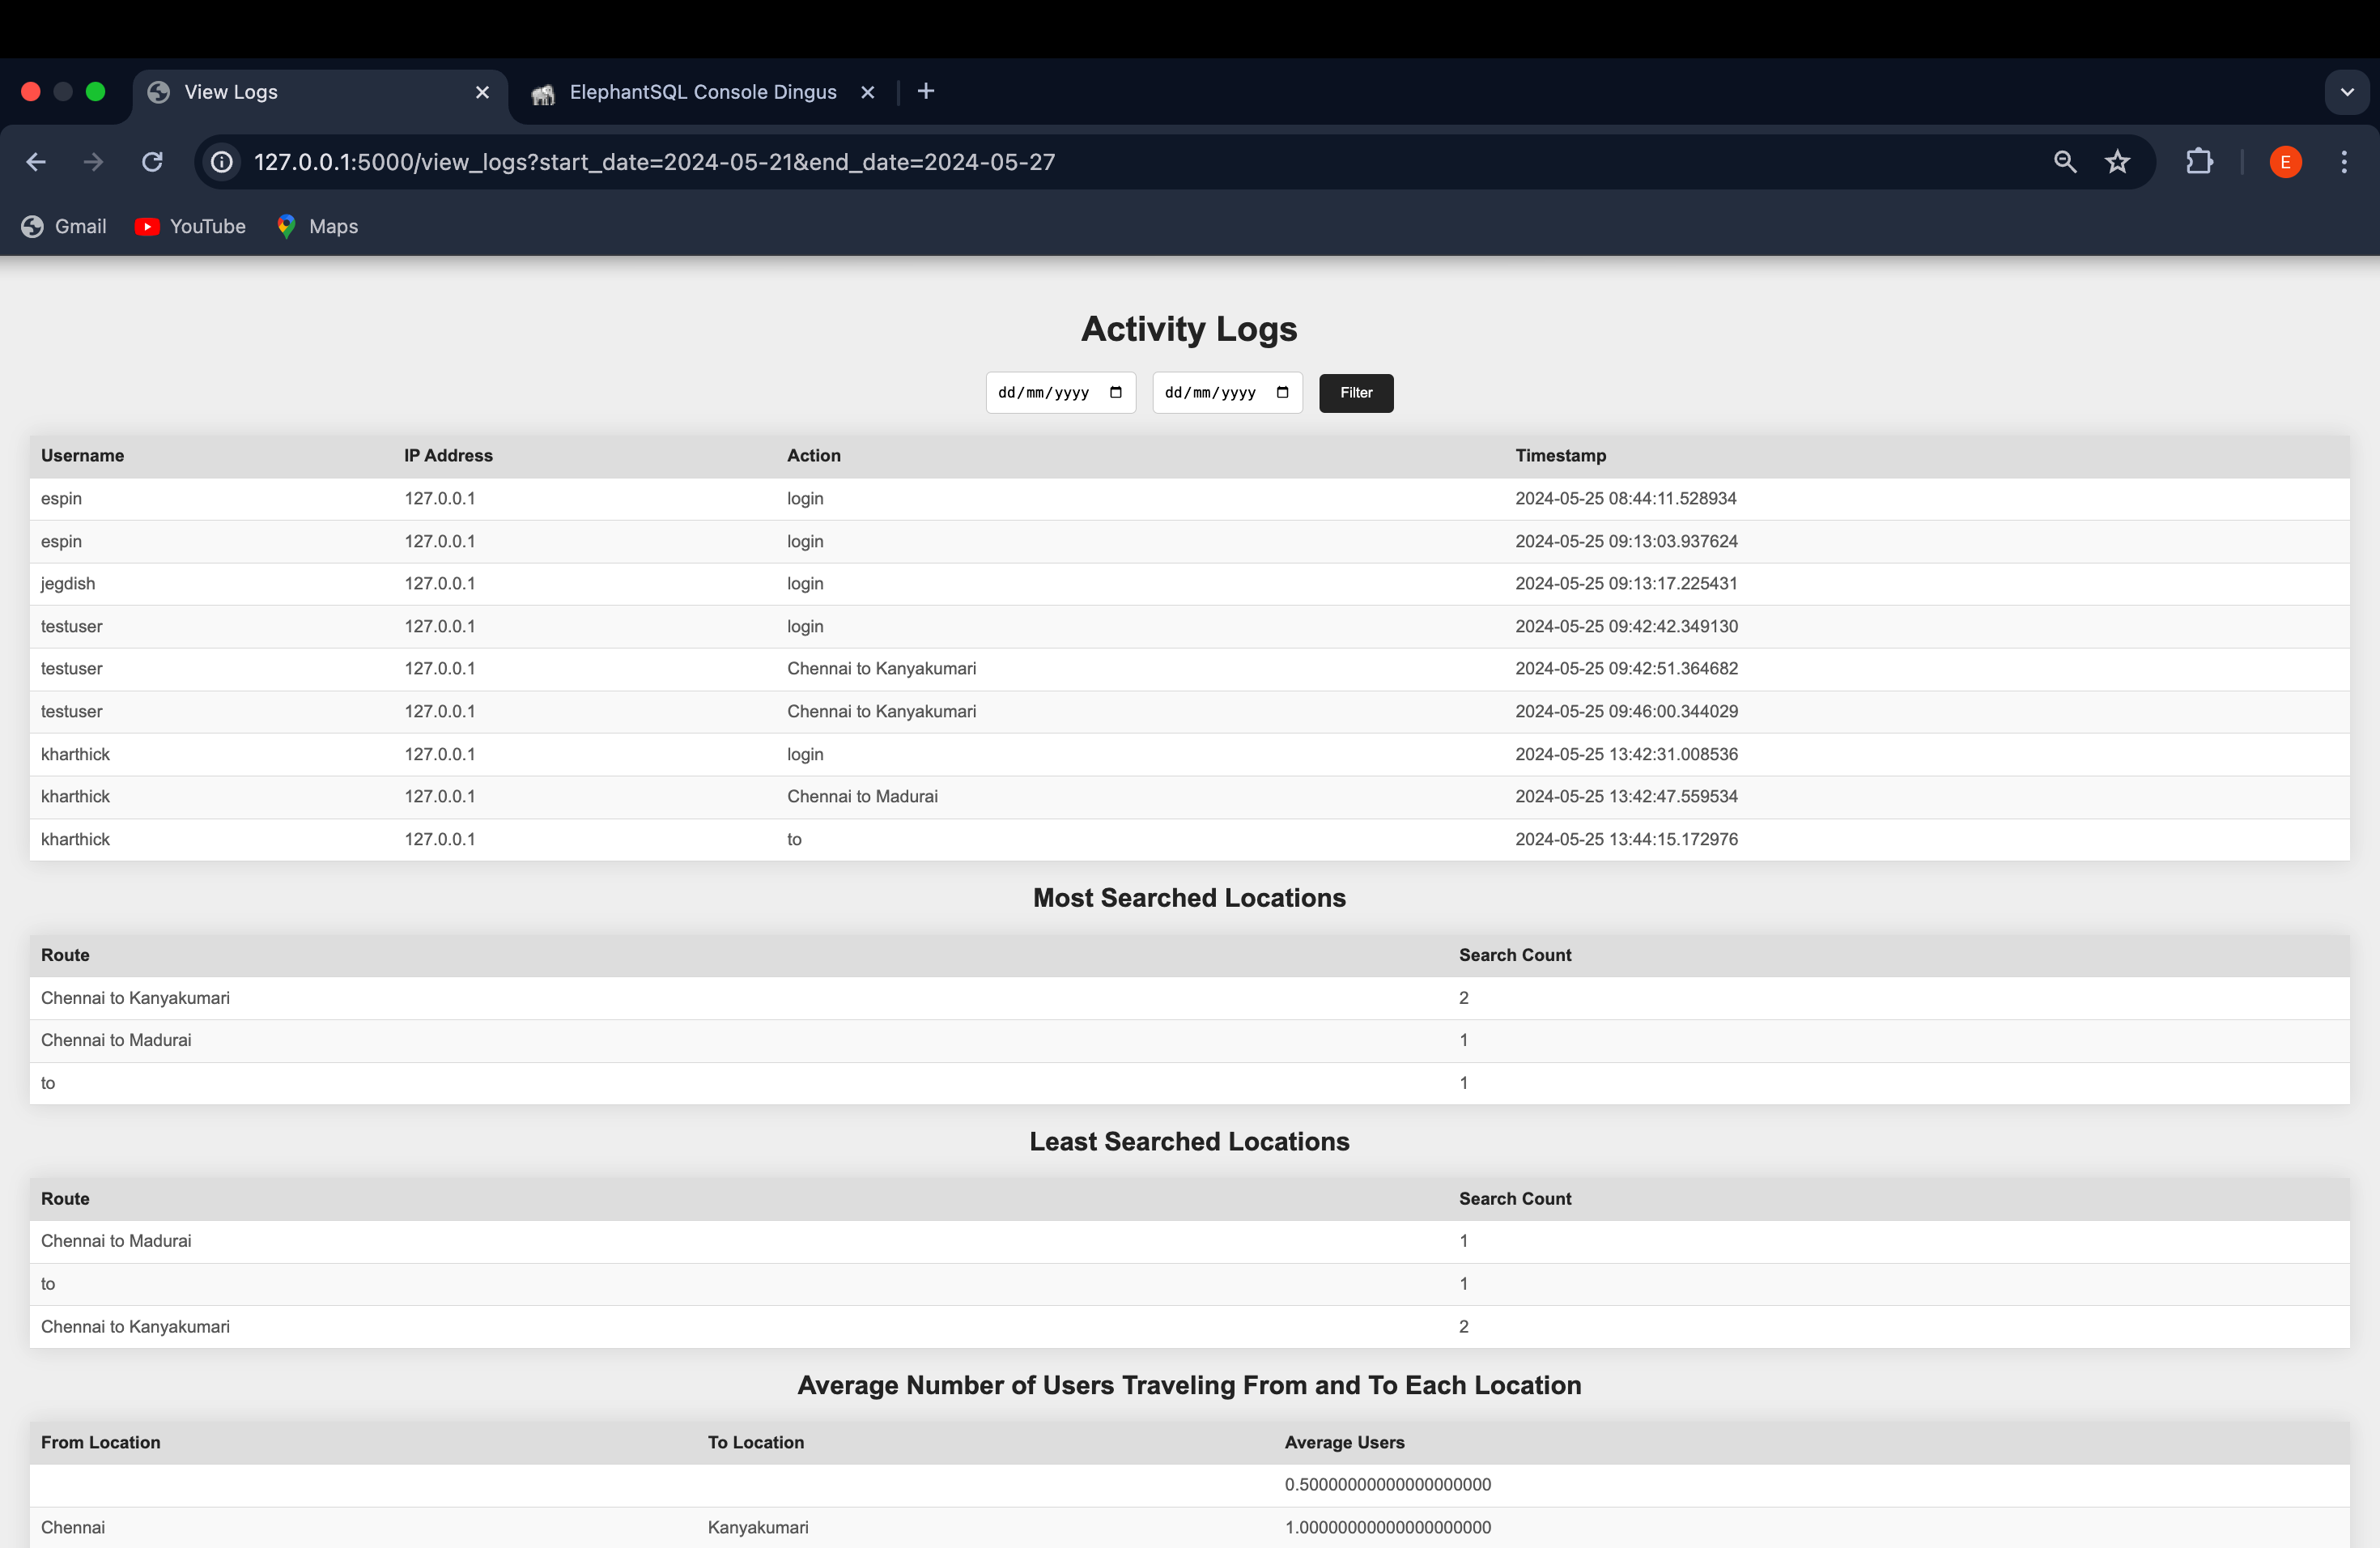 View Logs
ElephantSQL Console Dingus
127.0.0.1:5000/view_logs?start_date=2024-05-21&end_date=2024-05-27
E
Gmail YouTube Maps
Activity Logs
dd/mm/yyyy dd/mm/yyyy Filter
Username IP Address Action Timestamp
espin 127.0.0.1 login 2024-05-25 08:44:11.528934
espin 127.0.0.1 login 2024-05-25 09:13:03.937624
jegdish 127.0.0.1 login 2024-05-25 09:13:17.225431
testuser 127.0.0.1 login 2024-05-25 09:42:42.349130
testuser 127.0.0.1 Chennai to Kanyakumari 2024-05-25 09:42:51.364682
testuser 127.0.0.1 Chennai to Kanyakumari 2024-05-25 09:46:00.344029
kharthick 127.0.0.1 login 2024-05-25 13:42:31.008536
kharthick 127.0.0.1 Chennai to Madurai 2024-05-25 13:42:47.559534
kharthick 127.0.0.1 to 2024-05-25 13:44:15.172976
Most Searched Locations
Route Search Count
Chennai to Kanyakumari 2
Chennai to Madurai 1
to 1
Least Searched Locations
Route Search Count
Chennai to Madurai 1
to 1
Chennai to Kanyakumari 2
Average Number of Users Traveling From and To Each Location
From Location To Location Average Users
0.50000000000000000000
Chennai Kanyakumari 1.00000000000000000000